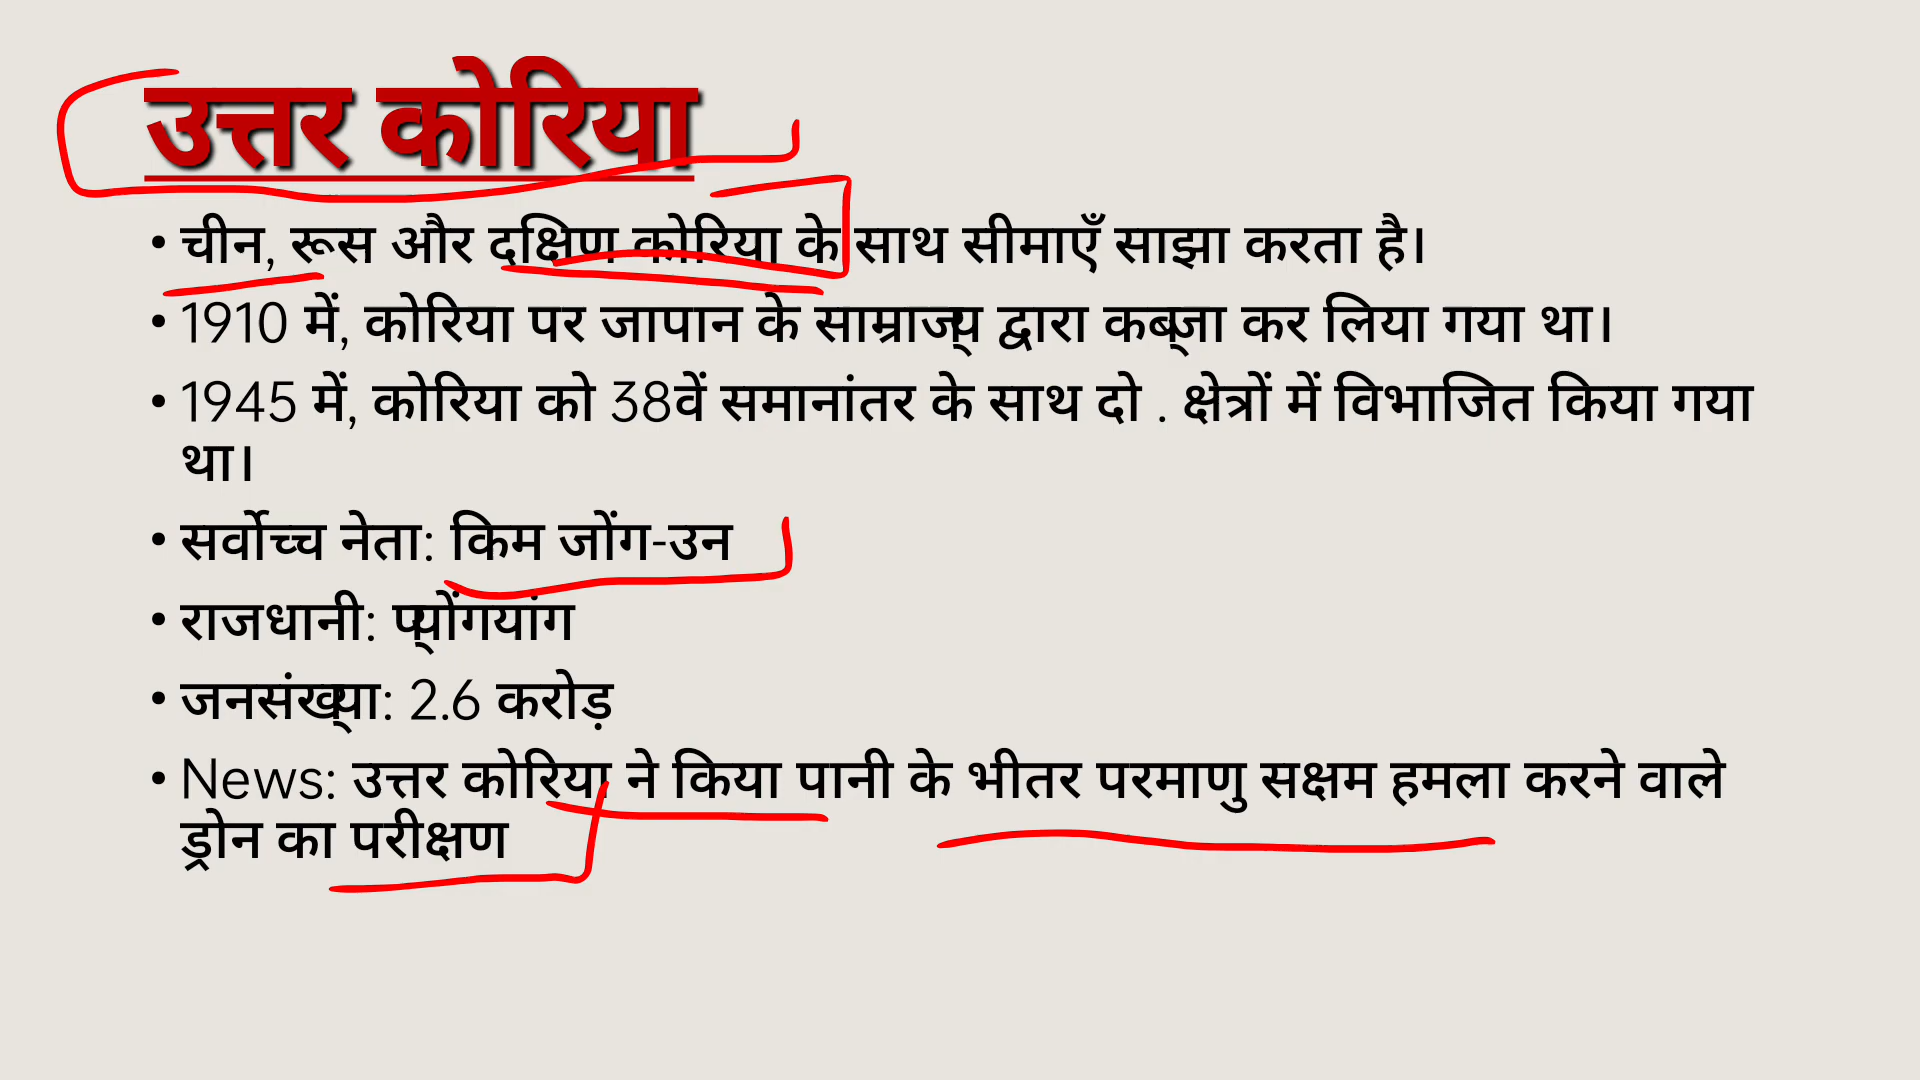 उत्तर कोरिया
• चीन, रूस और दक्षिण कोरिया के साथ सीमाएँ साझा करता है।
• 1910 में, कोरिया पर जापान के साम्राज्य द्वारा कब्जा कर लिया गया था।
• 1945 में, कोरिया को 38वें समानांतर के साथ दो . क्षेत्रों में विभाजित किया गया
था।
• सर्वोच्च नेता: किम जोंग-उन
• राजधानी: प्योंगयांग
• जनसंख्या: 2.6 करोड़
• News: उत्तर कोरिया ने किया पानी के भीतर परमाणु सक्षम हमला करने वाले
ड्रोन का परीक्षण